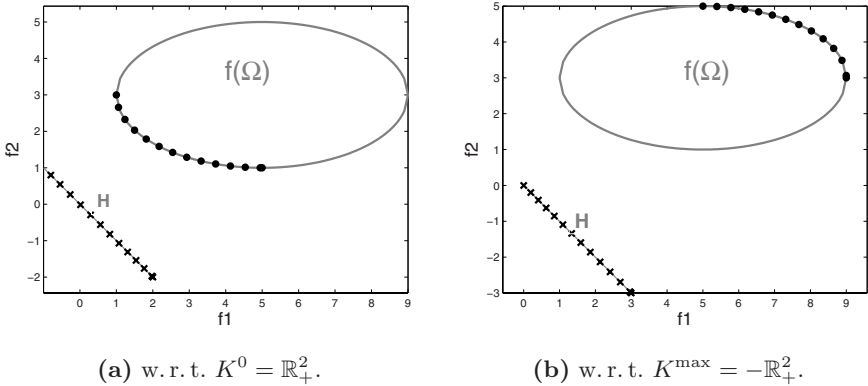 5
4
3
2
1
0
-1
-2
f2
f(Ω)
H
0 1 2 3 4 5 6 7 8 9
f1
5
4
3
2
1
0
-1
-2
-3
f2
f(Ω)
H
0 1 2 3 4 5 6 7 8 9
f1
(a) w. r. t. K⁰ = ℝ²₊.
(b) w. r. t. Kᵐᵃˣ = −ℝ²₊.